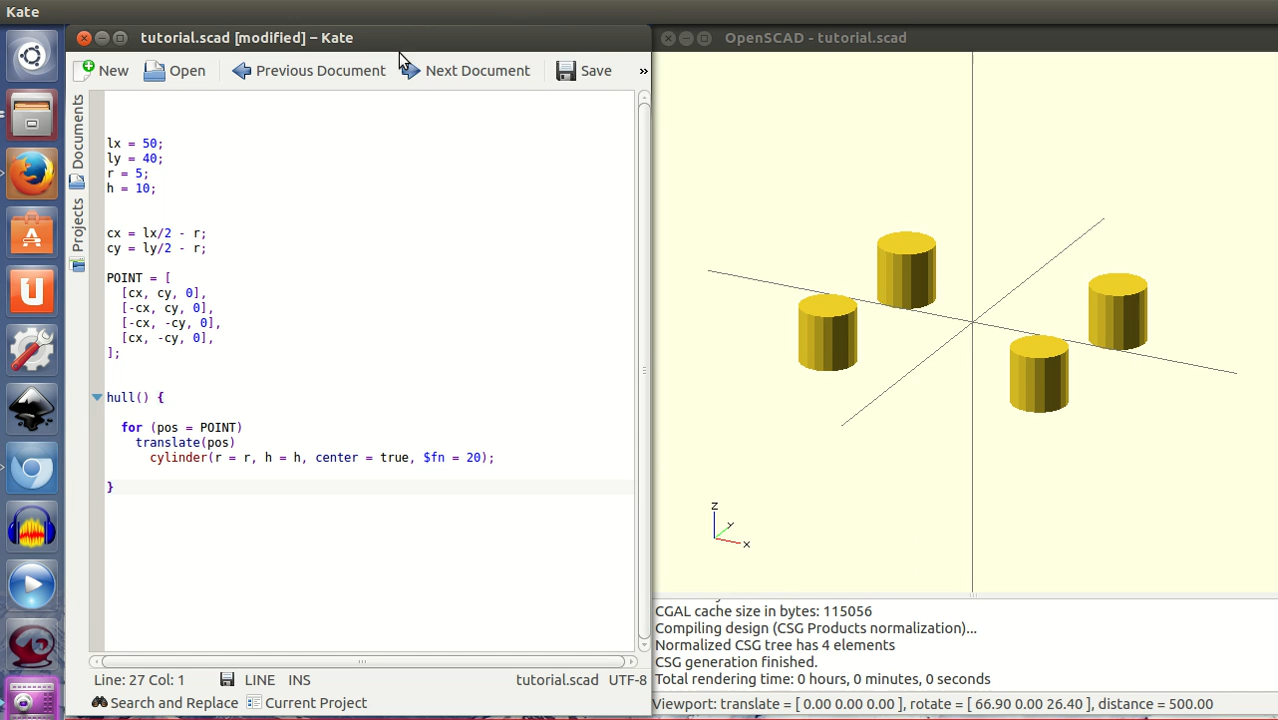 Kate
tutorial.scad [modified] – Kate
New Open Previous Document Next Document Save »
Documents
Projects
lx = 50;
ly = 40;
r = 5;
h = 10;
cx = lx/2 - r;
cy = ly/2 - r;
POINT = [
[cx, cy, 0],
[-cx, cy, 0],
[-cx, -cy, 0],
[cx, -cy, 0],
];
hull() {
for (pos = POINT)
translate(pos)
cylinder(r = r, h = h, center = true, $fn = 20);
}
Line: 27 Col: 1 LINE INS tutorial.scad UTF-8
Search and Replace Current Project
OpenSCAD - tutorial.scad
Z
Y
X
CGAL cache size in bytes: 115056
Compiling design (CSG Products normalization)...
Normalized CSG tree has 4 elements
CSG generation finished.
Total rendering time: 0 hours, 0 minutes, 0 seconds
Viewport: translate = [ 0.00 0.00 0.00 ], rotate = [ 66.90 0.00 26.40 ], distance = 500.00